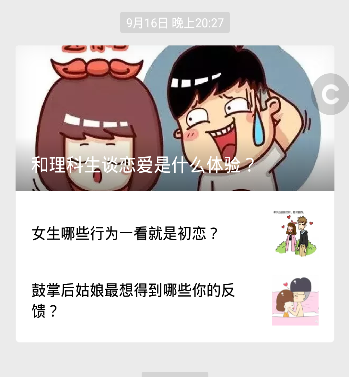 9月16日 晚上20:27
和理科生谈恋爱是什么体验？
女生哪些行为一看就是初恋？
鼓掌后姑娘最想得到哪些你的反
馈？
C